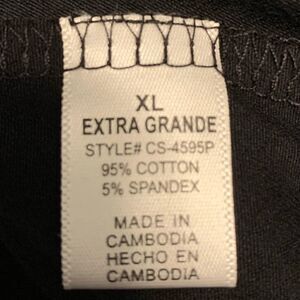 XL
EXTRA GRANDE
STYLE# CS-4595P
95% COTTON
5% SPANDEX
MADE IN
CAMBODIA
HECHO EN
CAMBODIA